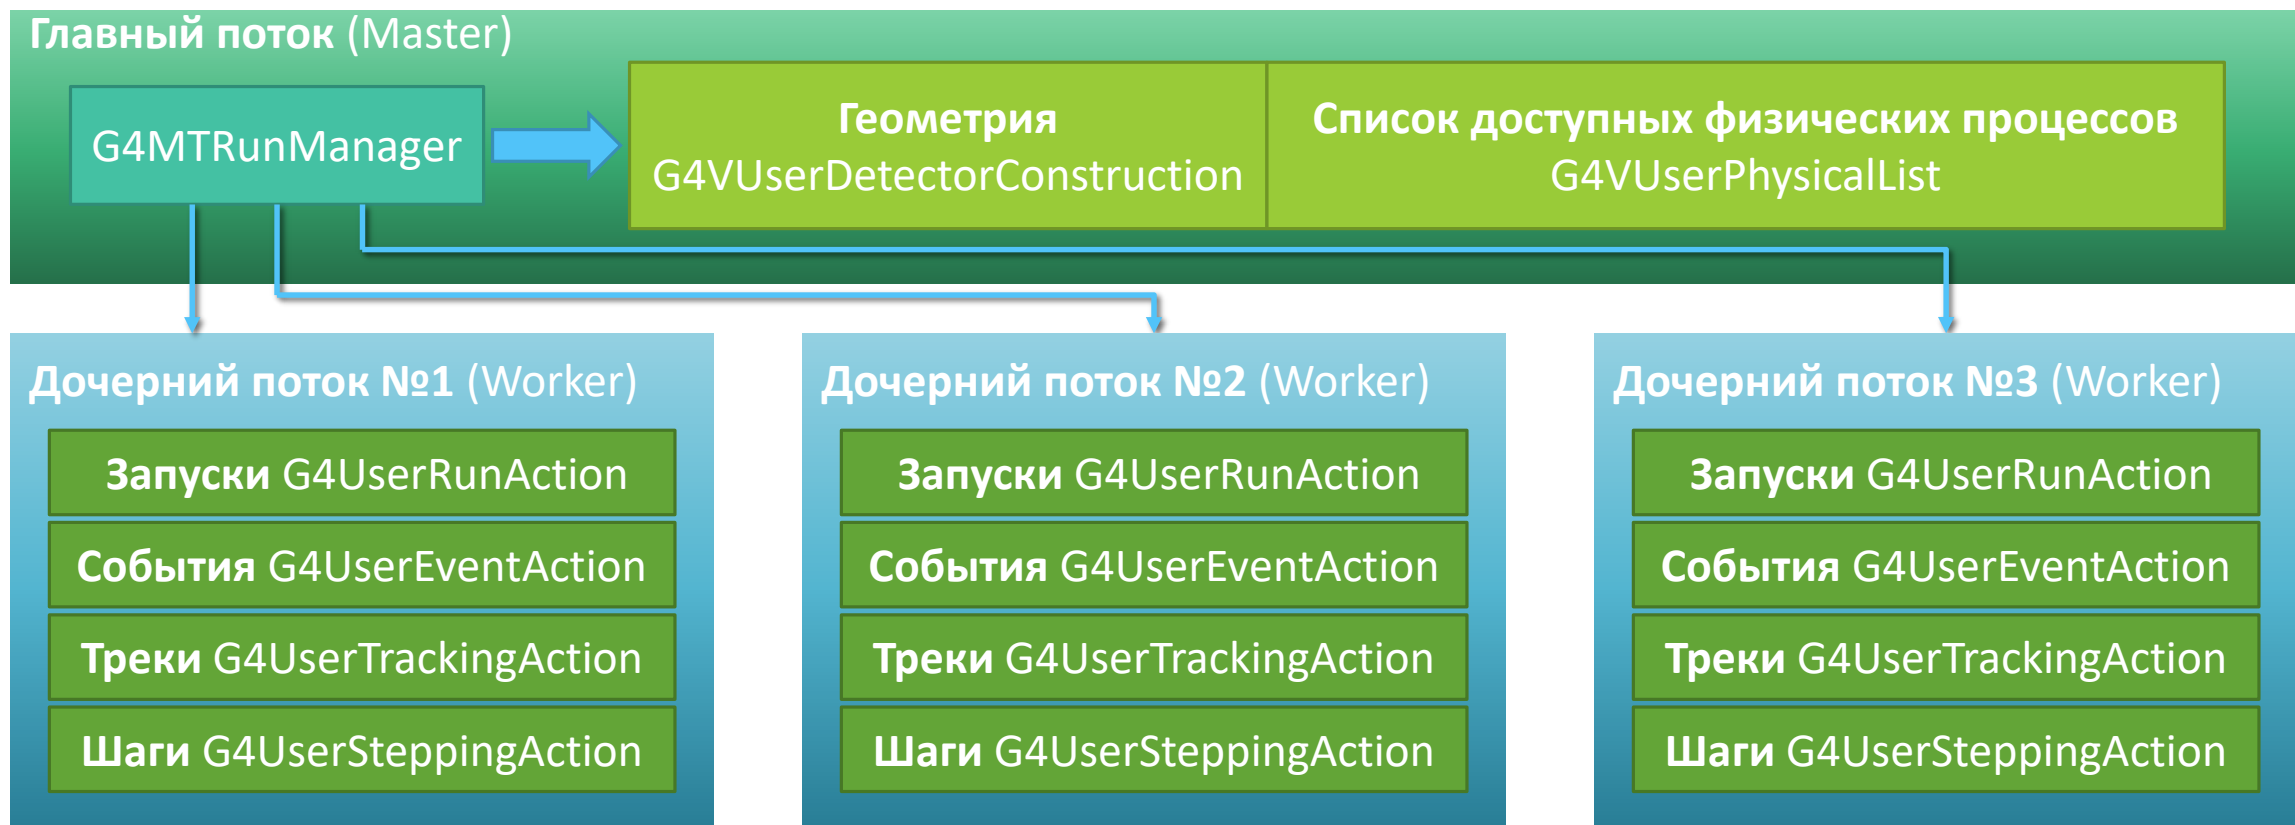 Главный поток (Master)
G4MTRunManager
Геометрия
G4VUserDetectorConstruction
Список доступных физических процессов
G4VUserPhysicalList
Дочерний поток №1 (Worker)
Запуски G4UserRunAction
События G4UserEventAction
Треки G4UserTrackingAction
Шаги G4UserSteppingAction
Дочерний поток №2 (Worker)
Запуски G4UserRunAction
События G4UserEventAction
Треки G4UserTrackingAction
Шаги G4UserSteppingAction
Дочерний поток №3 (Worker)
Запуски G4UserRunAction
События G4UserEventAction
Треки G4UserTrackingAction
Шаги G4UserSteppingAction